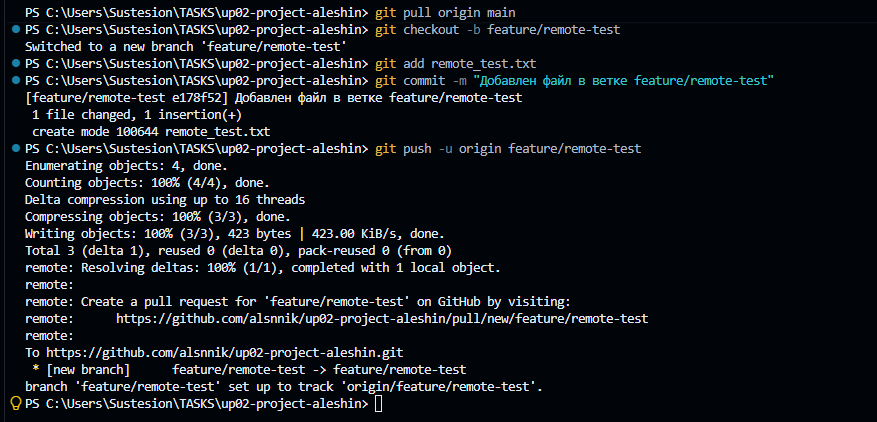 PS C:\Users\Sustesion\TASKS\up02-project-aleshin> git pull origin main
PS C:\Users\Sustesion\TASKS\up02-project-aleshin> git checkout -b feature/remote-test
Switched to a new branch 'feature/remote-test'
PS C:\Users\Sustesion\TASKS\up02-project-aleshin> git add remote_test.txt
PS C:\Users\Sustesion\TASKS\up02-project-aleshin> git commit -m "Добавлен файл в ветке feature/remote-test"
[feature/remote-test e178f52] Добавлен файл в ветке feature/remote-test
 1 file changed, 1 insertion(+)
 create mode 100644 remote_test.txt
PS C:\Users\Sustesion\TASKS\up02-project-aleshin> git push -u origin feature/remote-test
Enumerating objects: 4, done.
Counting objects: 100% (4/4), done.
Delta compression using up to 16 threads
Compressing objects: 100% (3/3), done.
Writing objects: 100% (3/3), 423 bytes | 423.00 KiB/s, done.
Total 3 (delta 1), reused 0 (delta 0), pack-reused 0 (from 0)
remote: Resolving deltas: 100% (1/1), completed with 1 local object.
remote:
remote: Create a pull request for 'feature/remote-test' on GitHub by visiting:
remote:      https://github.com/alsnnik/up02-project-aleshin/pull/new/feature/remote-test
remote:
To https://github.com/alsnnik/up02-project-aleshin.git
 * [new branch]      feature/remote-test -> feature/remote-test
branch 'feature/remote-test' set up to track 'origin/feature/remote-test'.
PS C:\Users\Sustesion\TASKS\up02-project-aleshin>